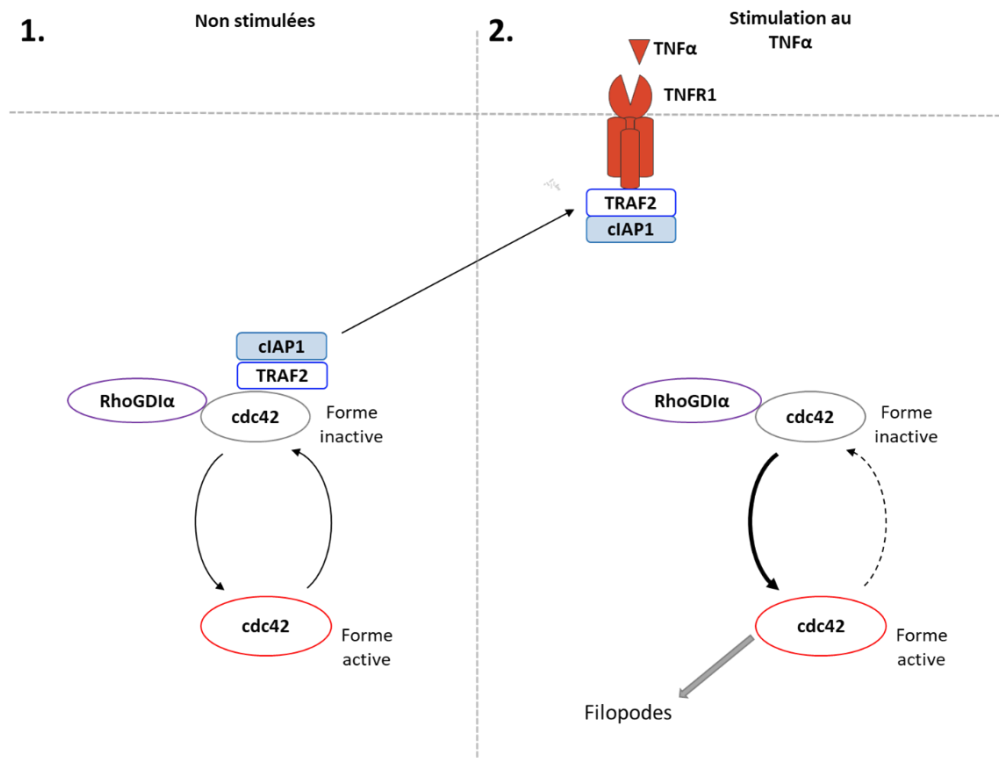 1.
Non stimulées
cIAP1
TRAF2
RhoGDIα
cdc42
Forme
inactive
cdc42
Forme
active
2.
Stimulation au
TNFα
TNFα
TNFR1
TRAF2
cIAP1
RhoGDIα
cdc42
Forme
inactive
cdc42
Forme
active
Filopodes